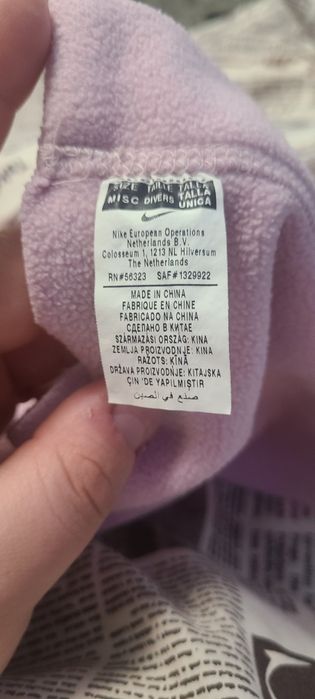 SIZE TAILLE TALLA
MISC DIVERS TALLA UNICA
Nike European Operations
Netherlands B.V.
Colosseum 1, 1213 NL Hilversum
The Netherlands
RN#56323 SAF#1329922
MADE IN CHINA
FABRIQUE EN CHINE
FABRICADO NA CHINA
СДЕЛАНО В КИТАЕ
SZÁRMAZÁSI ORSZÁG: KINA
ZEMLJA PROIZVODNJE: KINA
RAŽOTS: ĶĪNĀ
DRŽAVA PROIZVODNJE: KITAJSKA
ÇIN 'DE YAPILMIŞTIR
صنع في الصين